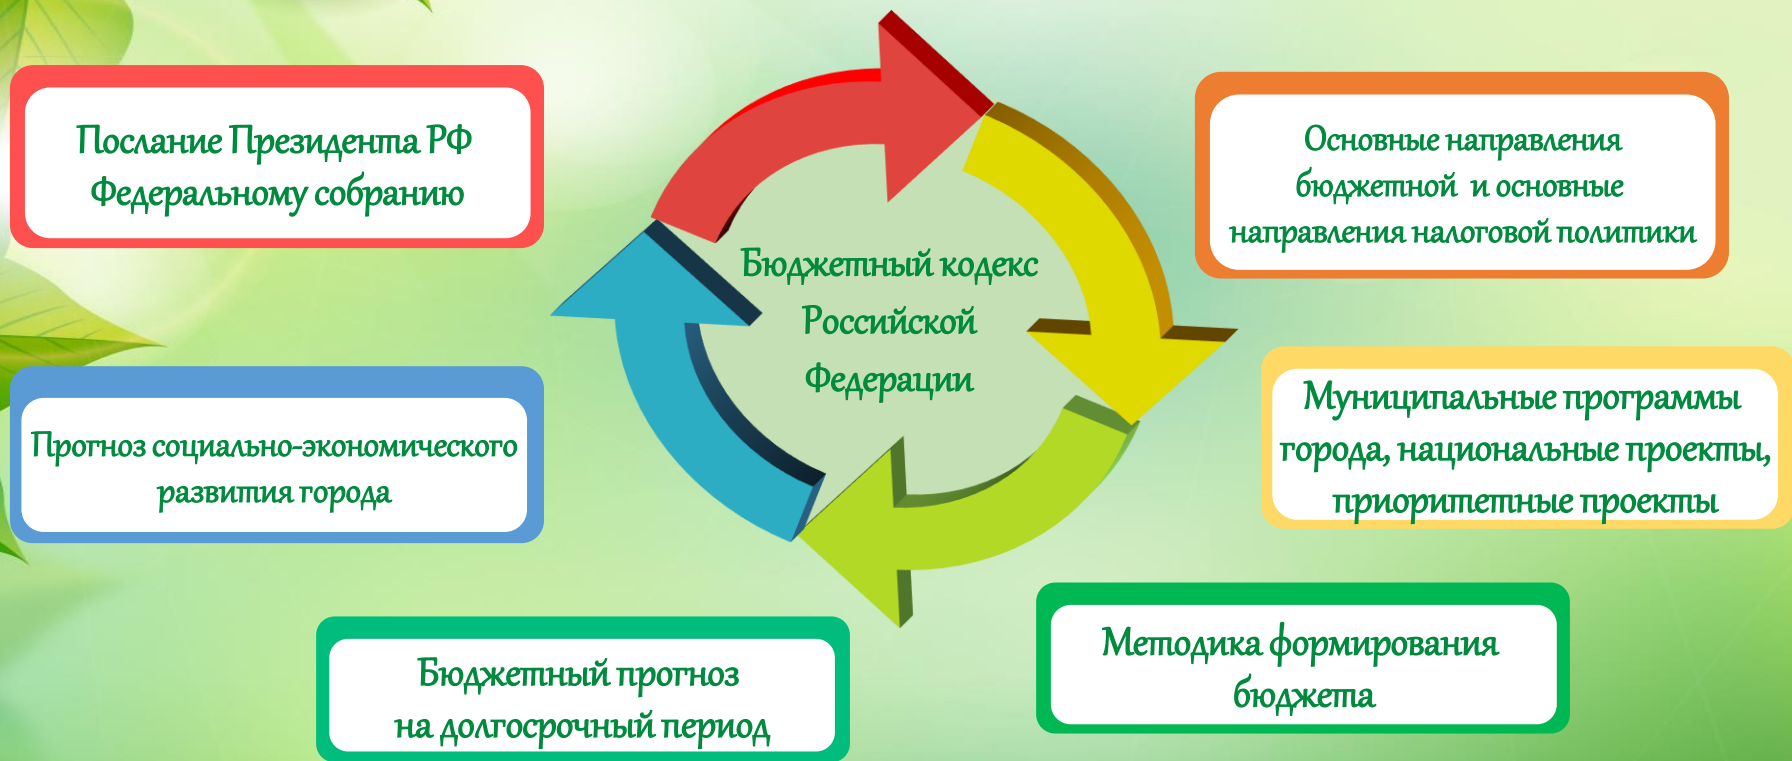 Послание Президента РФ
Федеральному собранию
Основные направления
бюджетной и основные
направления налоговой политики
Бюджетный кодекс
Российской
Федерации
Прогноз социально-экономического
развития города
Муниципальные программы
города, национальные проекты,
приоритетные проекты
Бюджетный прогноз
на долгосрочный период
Методика формирования
бюджета